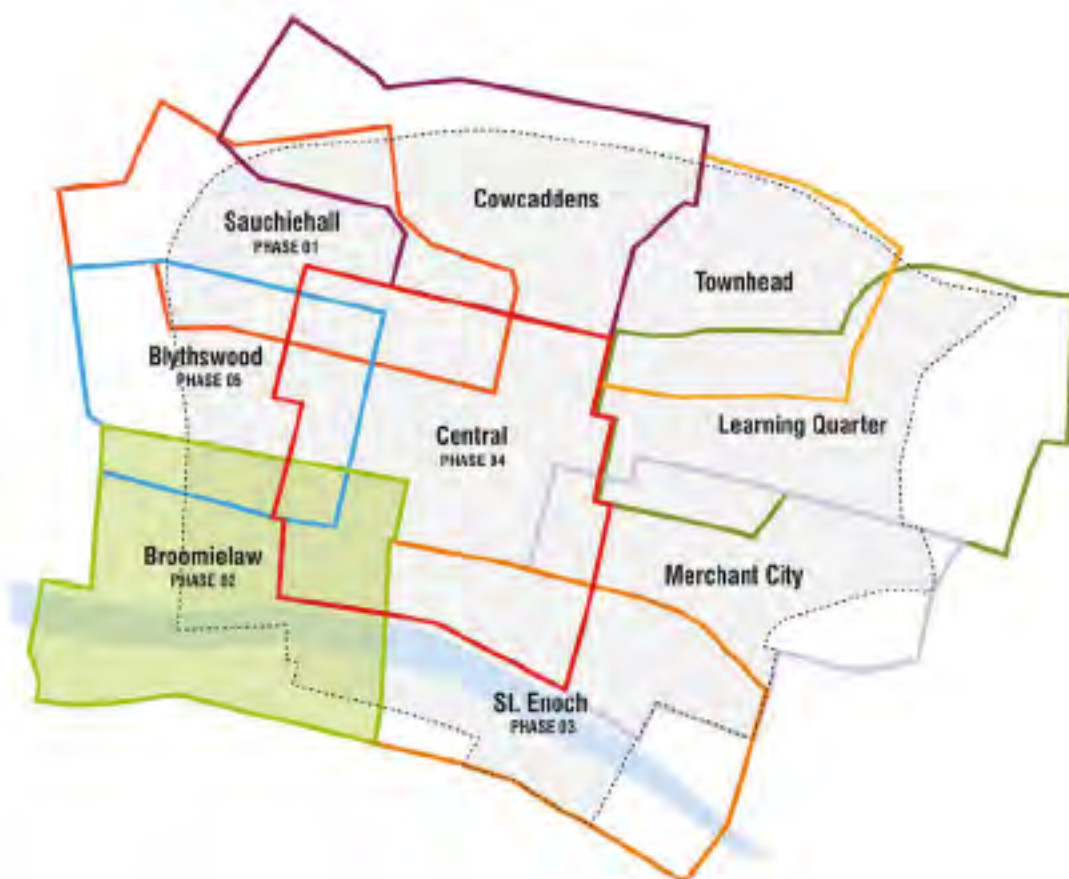 Cowcaddens
Sauchiehall
PHASE 01
Townhead
Blythswood
PHASE 05
Learning Quarter
Central
PHASE 04
Broomielaw
PHASE 02
Merchant City
St. Enoch
PHASE 03